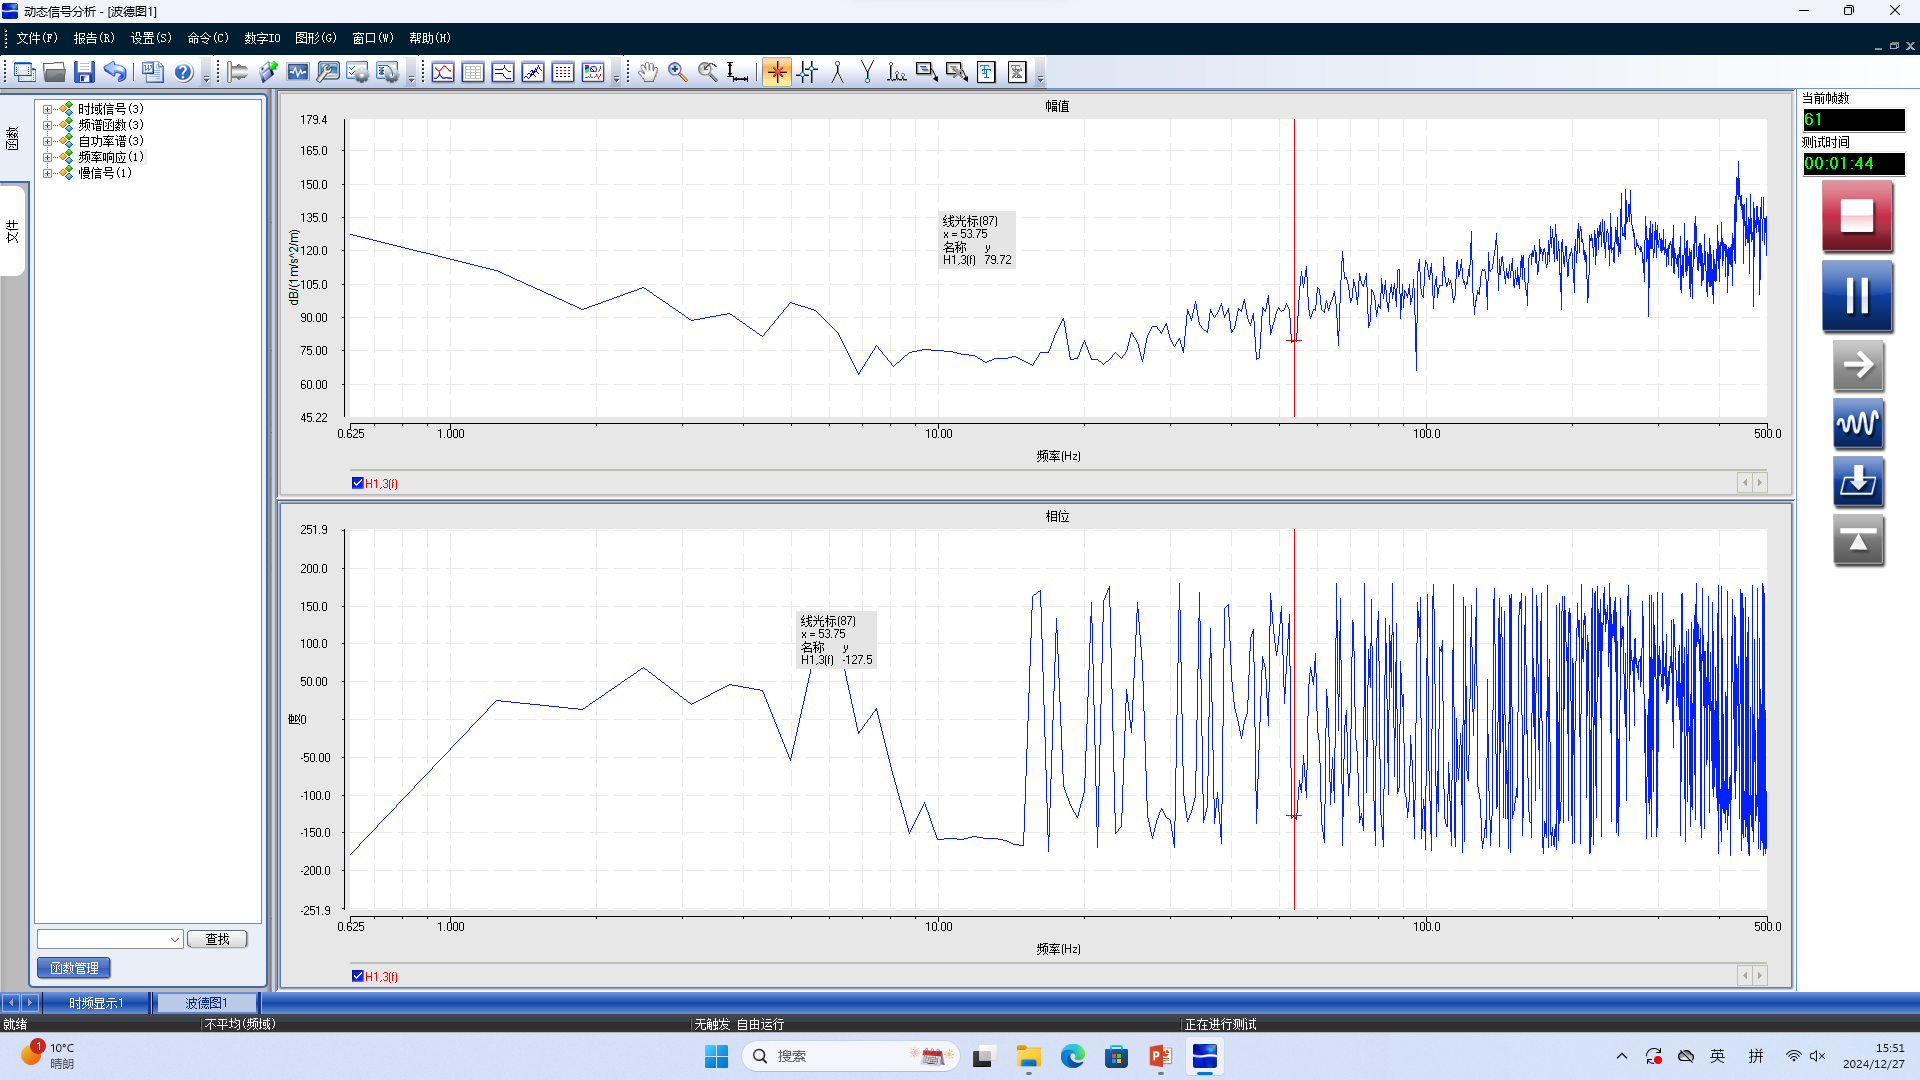 动态信号分析 - [波德图1]
文件(F) 报告(R) 设置(S) 命令(C) 数字IO 图形(G) 窗口(W) 帮助(H)
函数
文件
时域信号(3)
频谱函数(3)
自功率谱(3)
频率响应(1)
慢信号(1)
查找
函数管理
幅值
179.4
165.0
150.0
135.0
120.0
105.0
90.00
75.00
60.00
45.22
dB/(1m/s^2/m)
线光标(87)
x = 53.75
名称 y
H1,3(f) 79.72
0.625 1.000 10.00 100.0 500.0
频率(Hz)
H1,3(f)
相位
251.9
200.0
150.0
100.0
50.00
0
-50.00
-100.0
-150.0
-200.0
-251.9
度
线光标(87)
x = 53.75
名称 y
H1,3(f) -127.5
0.625 1.000 10.00 100.0 500.0
频率(Hz)
H1,3(f)
当前帧数
61
测试时间
00:01:44
时频显示1 波德图1
就绪 不平均(频域) 无触发 自由运行 正在进行测试
1
10°C
晴朗
搜索
英 拼
15:51
2024/12/27